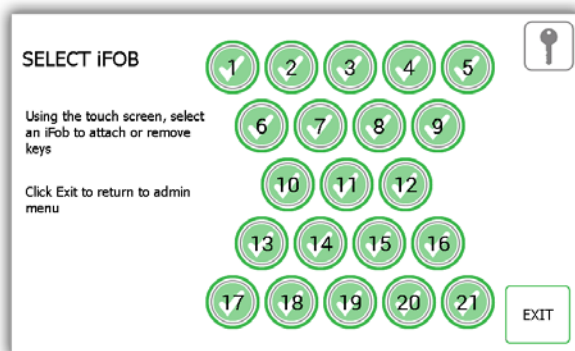 SELECT iFOB
Using the touch screen, select
an iFob to attach or remove
keys
Click Exit to return to admin
menu
1 2 3 4 5
6 7 8 9
10 11 12
13 14 15 16
17 18 19 20 21
EXIT